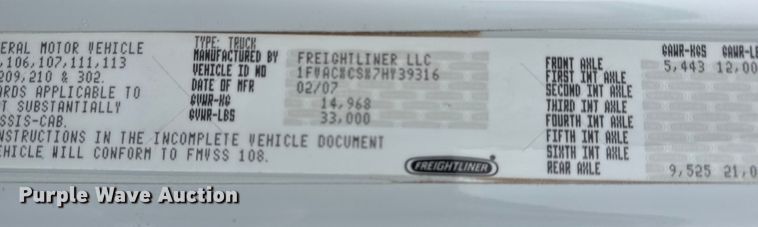 ERAL MOTOR VEHICLE
,106,107,111,113
209,210 & 302.
ARDS APPLICABLE TO
T SUBSTANTIALLY
SSIS-CAB.
NSTRUCTIONS IN THE INCOMPLETE VEHICLE DOCUMENT
EHICLE WILL CONFORM TO FMVSS 108.
TYPE: TRUCK
MANUFACTURED BY FREIGHTLINER LLC
VEHICLE ID NO
DATE OF MFR 02/07
GVWR-KG 14,968
GVWR-LBS 33,000
FREIGHTLINER
GAWR-KGS GAWR-LB
FRONT AXLE 5,443 12,00
FIRST INT AXLE
SECOND INT AXLE
THIRD INT AXLE
FOURTH INT AXLE
FIFTH INT AXLE
SIXTH INT AXLE
REAR AXLE 9,525 21,0
Purple Wave Auction